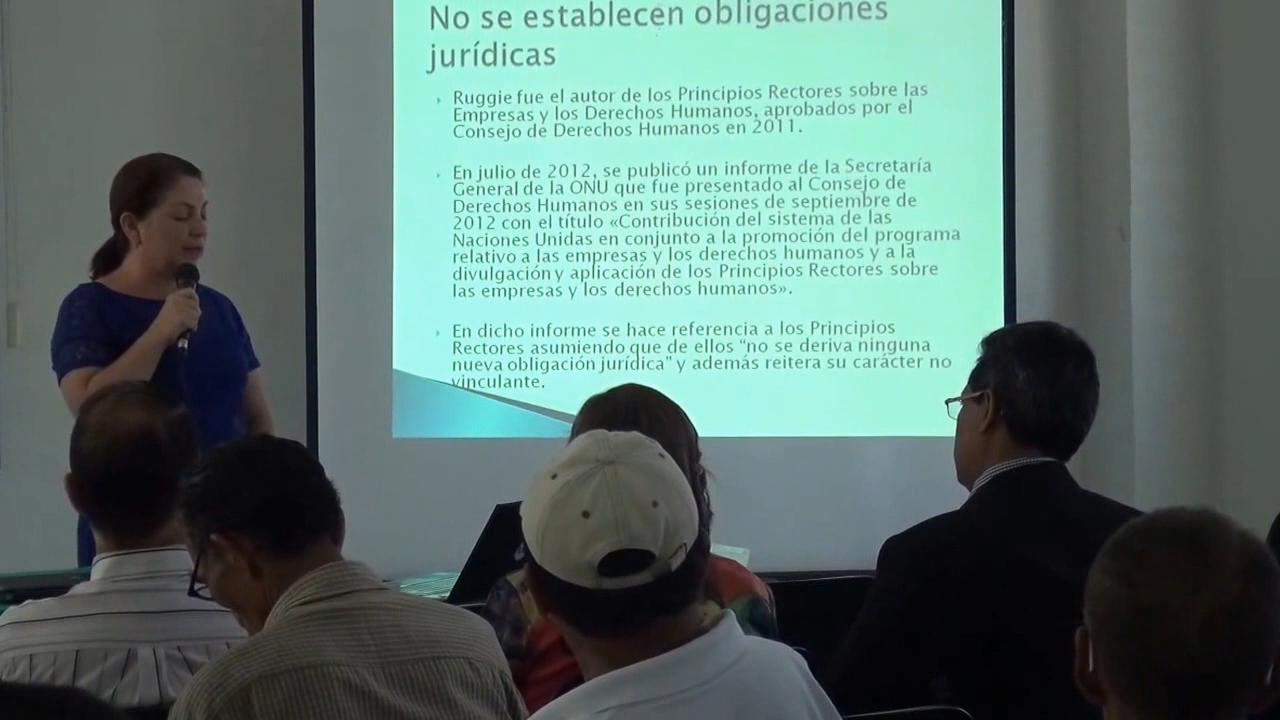 No se establecen obligaciones
jurídicas
Ruggie fue el autor de los Principios Rectores sobre las
Empresas y los Derechos Humanos, aprobados por el
Consejo de Derechos Humanos en 2011.
En julio de 2012, se publicó un informe de la Secretaría
General de la ONU que fue presentado al Consejo de
Derechos Humanos en sus sesiones de septiembre de
2012 con el título «Contribución del sistema de las
Naciones Unidas en conjunto a la promoción del programa
relativo a las empresas y los derechos humanos y a la
divulgación y aplicación de los Principios Rectores sobre
las empresas y los derechos humanos».
En dicho informe se hace referencia a los Principios
Rectores asumiendo que de ellos "no se deriva ninguna
nueva obligación jurídica" y además reitera su carácter no
vinculante.